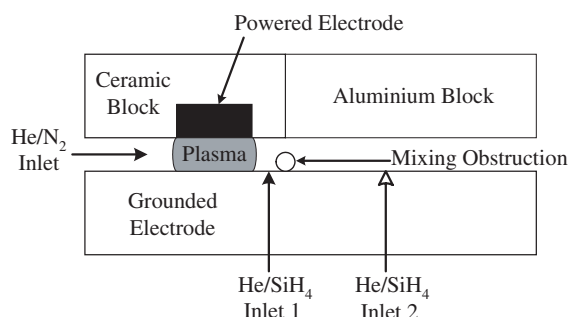 Powered Electrode
Ceramic
Block
Aluminium Block
He/N2
Inlet
Plasma
Mixing Obstruction
Grounded
Electrode
He/SiH4
Inlet 1
He/SiH4
Inlet 2